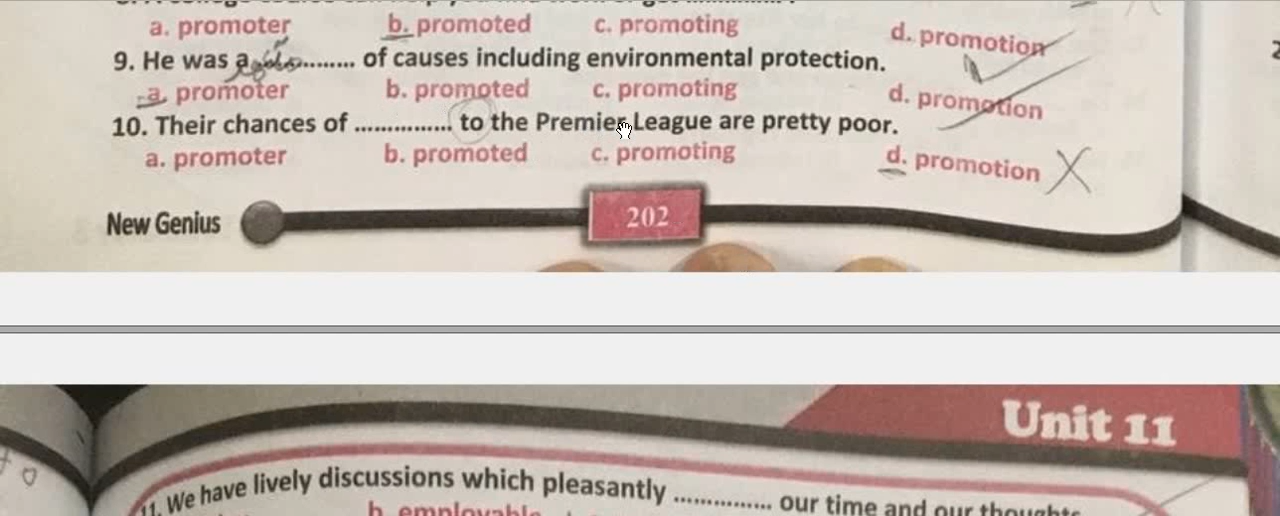 a. promoter b. promoted c. promoting d. promotion
9. He was a ........... of causes including environmental protection.
a. promoter b. promoted c. promoting d. promotion
10. Their chances of ............... to the Premier League are pretty poor.
a. promoter b. promoted c. promoting d. promotion
New Genius 202
Unit 11
11. We have lively discussions which pleasantly ............... our time and our thoughts
b. employable